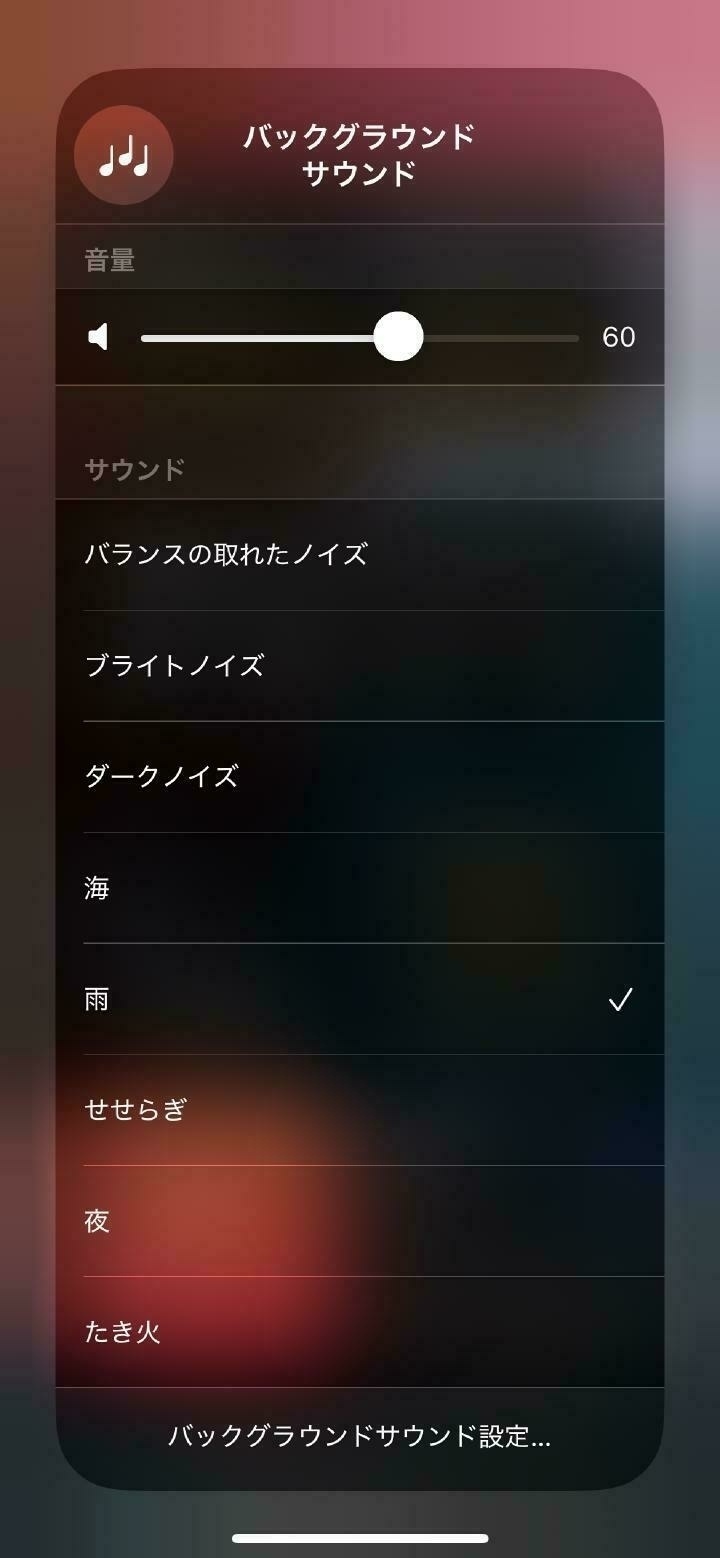 バックグラウンド
サウンド
音量
60
サウンド
バランスの取れたノイズ
ブライトノイズ
ダークノイズ
海
雨
せせらぎ
夜
たき火
バックグラウンドサウンド設定...